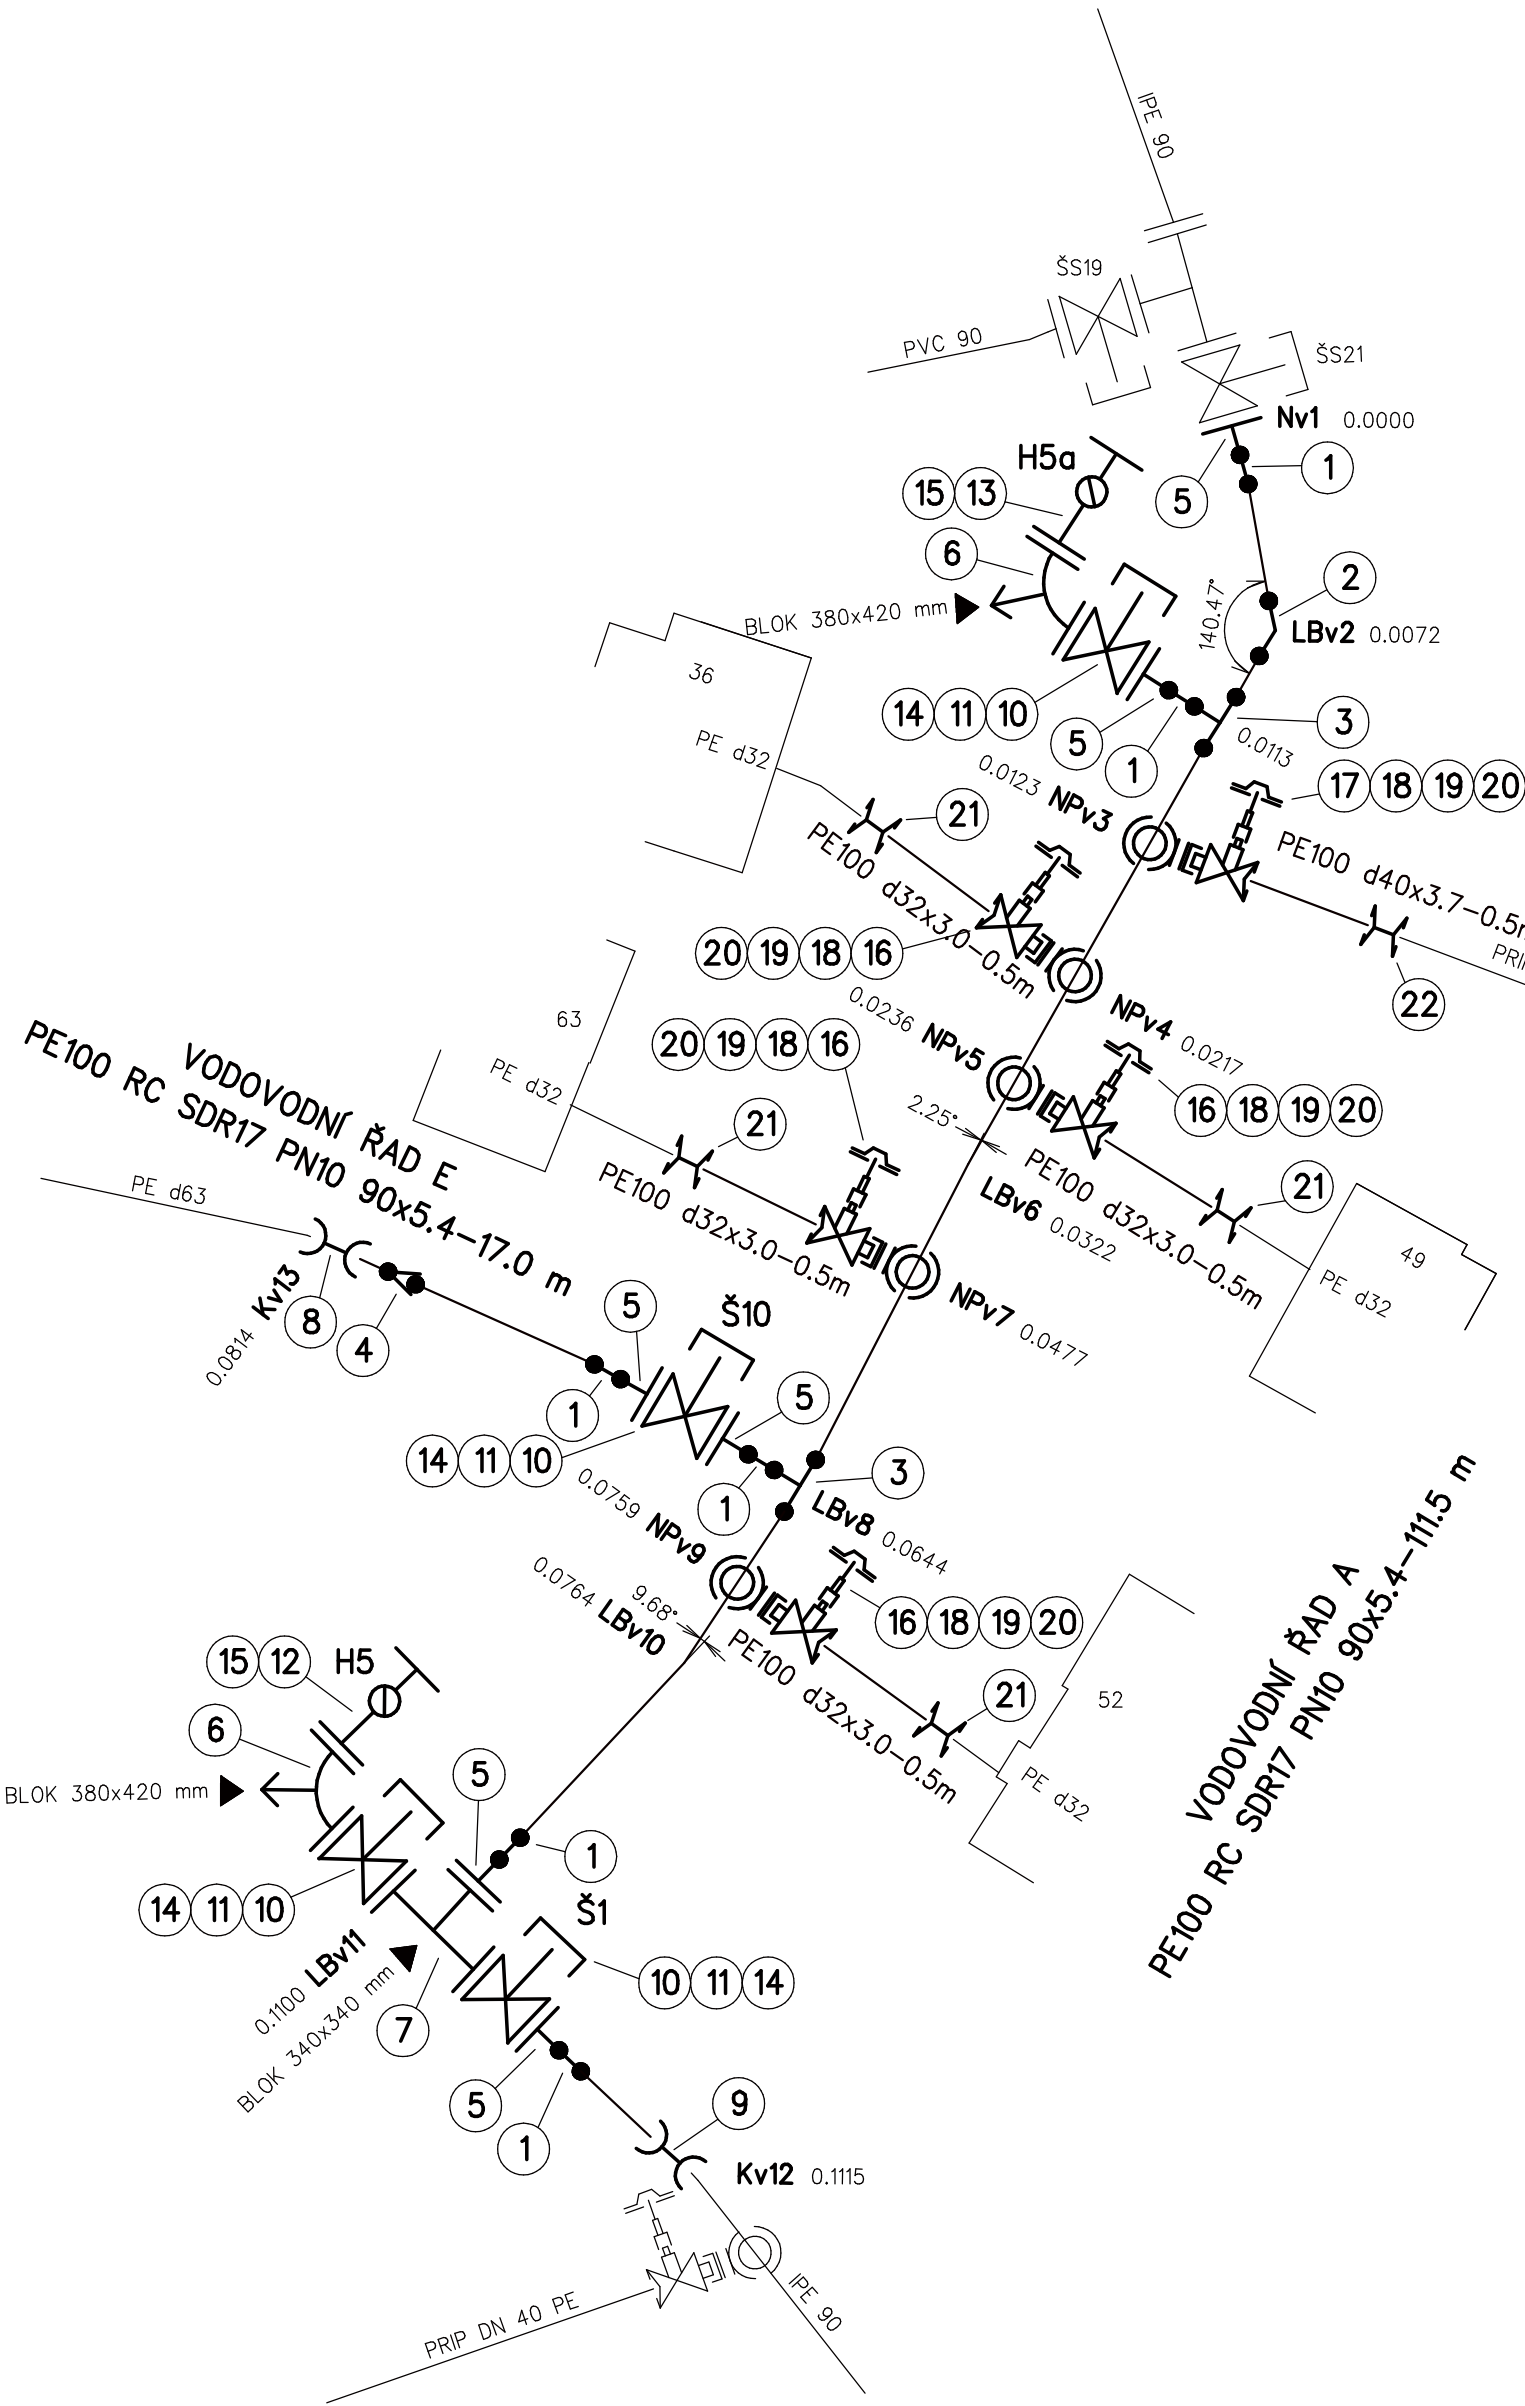 IPE 90
ŠS19
PVC 90
ŠS21
Nv1 0.0000
H5a
15 13
5
1
6
2
BLOK 380x420 mm
140.47°
LBv2 0.0072
36
14 11 10
5
1
3
0.0113
PE d32
0.0123 NPv3
17 18 19 20
21
PE100 d32x3.0-0.5m
PE100 d40x3.7-0.5
20 19 18 16
22
NPv4 0.0217
0.0236 NPv5
63
20 19 18 16
PE d32
16 18 19 20
21
2.25°
PE100 d32x3.0-0.5m
LBv6 0.0322
PE100 d32x3.0-0.5m
21
49
PE d32
VODOVODNÍ ŘAD E
PE100 RC SDR17 PN10 90x5.4-17.0 m
PE d63
NPv7 0.0477
0.0814 Kv13
8
4
5
Š10
1
5
14 11 10
1
3
0.0759 NPv9
LBv8 0.0644
0.0764 LBv10
9.68°
16 18 19 20
PE100 d32x3.0-0.5m
21
52
PE d32
VODOVODNÍ ŘAD A
PE100 RC SDR17 PN10 90x5.4-111.5 m
15 12
H5
6
BLOK 380x420 mm
5
1
14 11 10
Š1
0.1100 LBv11
BLOK 340x340 mm
10 11 14
7
5
1
9
Kv12 0.1115
PRIP DN 40 PE
IPE 90